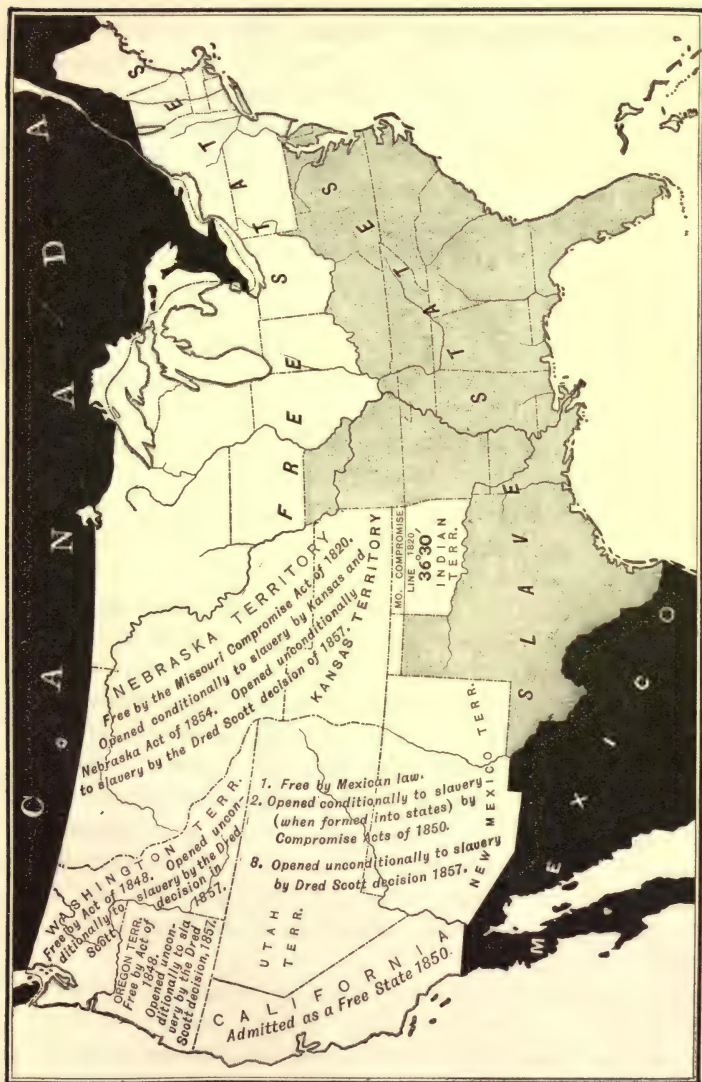 C A N A D A
WASHINGTON TERR.
Free by Act of 1848. Opened uncon-
ditionally to slavery by the Dred
Scott decision in
1857.
OREGON TERR.
Free by Act of
1848.
Opened uncon-
ditionally to sla
very by the Dred
Scott decision, 1857.
NEBRASKA TERRITORY
Free by the Missouri Compromise Act of 1820.
Opened conditionally to slavery by Kansas and
Nebraska Act of 1854. Opened unconditionally
to slavery by the Dred Scott decision of 1857.
KANSAS TERRITORY
FREE STATES
UTAH
TERR.
1. Free by Mexican law.
2. Opened conditionally to slavery
(when formed into states) by
Compromise Acts of 1850.
8. Opened unconditionally to slavery
by Dred Scott decision 1857.
NEW MEXICO TERR.
CALIFORNIA
Admitted as a Free State 1850.
MO. COMPROMISE
LINE 1820
36°30'
INDIAN
TERR.
SLAVE STATES
MEXICO